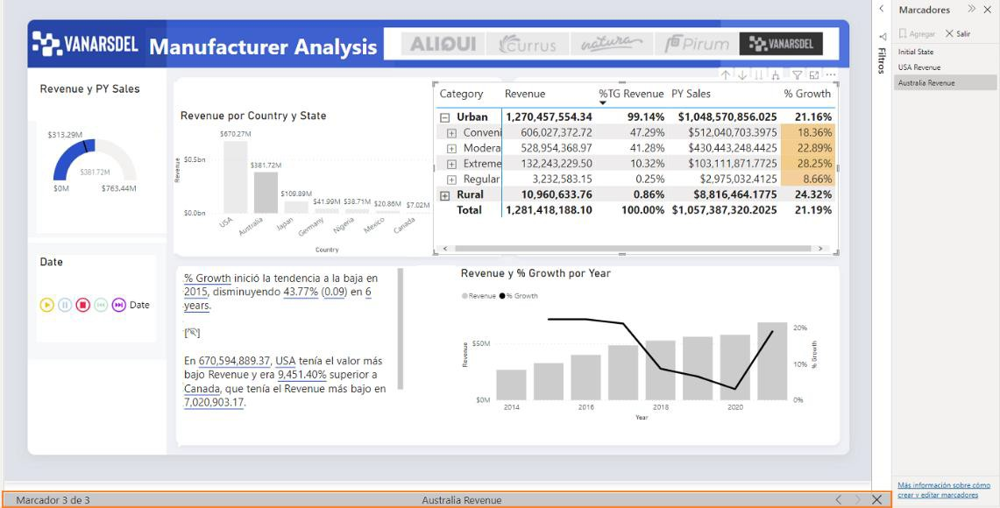 VANARSDEL
Manufacturer Analysis
ALIQUI
Currus
natura
Pirum
VANARSDEL
Revenue y PY Sales
$313.29M
$381.72M
$0M
$763.44M
Date
Date
Revenue por Country y State
Revenue
$0.5bn
$0.0bn
$670.27M
$381.72M
$109.89M
$41.99M
$38.71M
$20.86M
$7.02M
USA
Australia
Japan
Germany
Nigeria
Mexico
Canada
Country
Category Revenue %TG Revenue PY Sales % Growth
Urban 1,270,457,554.34 99.14% $1,048,570,856.025 21.16%
Conveni 606,027,372.72 47.29% $512,040,703.3975 18.36%
Modera 528,954,368.97 41.28% $430,443,248.4425 22.89%
Extreme 132,243,229.50 10.32% $103,111,871.7725 28.25%
Regular 3,232,583.15 0.25% $2,975,032.4125 8.66%
Rural 10,960,633.76 0.86% $8,816,464.1775 24.32%
Total 1,281,418,188.10 100.00% $1,057,387,320.2025 21.19%
% Growth inició la tendencia a la baja en
2015, disminuyendo 43.77% (0.09) en 6
years.
En 670,594,889.37, USA tenía el valor más
bajo Revenue y era 9,451.40% superior a
Canada, que tenía el Revenue más bajo en
7,020,903.17.
Revenue y % Growth por Year
Revenue % Growth
Revenue
$50M
$0M
2014
2016
2018
2020
Year
20%
10%
0%
% Growth
Filtros
Marcadores
Agregar Salir
Initial State
USA Revenue
Australia Revenue
Más información sobre cómo
crear y editar marcadores
Marcador 3 de 3
Australia Revenue